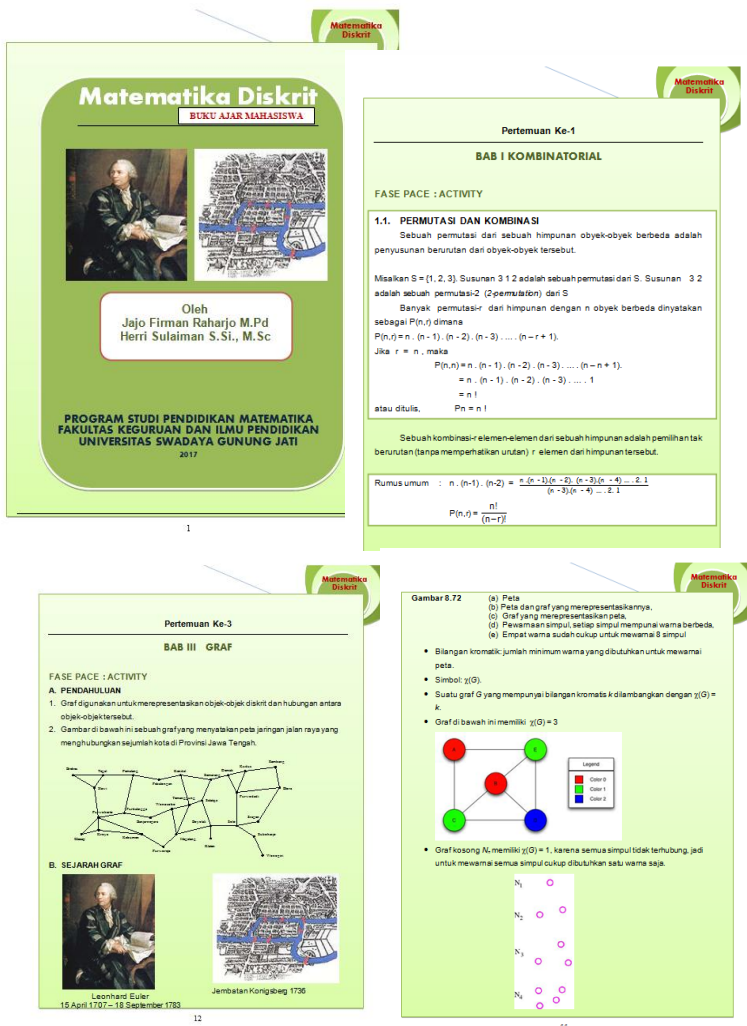 Matematika
Diskrit
Matematika Diskrit
BUKU AJAR MAHASISWA
Oleh
Jajo Firman Raharjo M.Pd
Herri Sulaiman S.Si., M.Sc
PROGRAM STUDI PENDIDIKAN MATEMATIKA
FAKULTAS KEGURUAN DAN ILMU PENDIDIKAN
UNIVERSITAS SWADAYA GUNUNG JATI
2017
1
Matematika
Diskrit
Pertemuan Ke-1
BAB I KOMBINATORIAL
FASE PACE : ACTIVITY
1.1. PERMUTASI DAN KOMBINASI
Sebuah permutasi dari sebuah himpunan obyek-obyek berbeda adalah
penyusunan berurutan dari obyek-obyek tersebut.
Misalkan S = {1, 2, 3}. Susunan 3 1 2 adalah sebuah permutasi dari S. Susunan 3 2
adalah sebuah permutasi-2 (2-permutation) dari S
Banyak permutasi-r dari himpunan dengan n obyek berbeda dinyatakan
sebagai P(n,r) dimana
P(n,r) = n . (n - 1) . (n - 2) . (n - 3) . ... . (n – r + 1).
Jika r = n , maka
P(n,n) = n . (n - 1) . (n - 2) . (n - 3) . ... . (n – n + 1).
= n . (n - 1) . (n - 2) . (n - 3) . ... . 1
= n !
atau ditulis, Pn = n !
Sebuah kombinasi-r elemen-elemen dari sebuah himpunan adalah pemilihan tak
berurutan (tanpa memperhatikan urutan) r elemen dari himpunan tersebut.
Rumus umum : n . (n-1) . (n-2) = n .(n - 1).(n - 2). (n - 3).(n - 4) ... . 2. 1
(n - 3).(n - 4) ... . 2. 1
P(n,r) = n!
(n−r)!
Matematika
Diskrit
Pertemuan Ke-3
BAB III GRAF
FASE PACE : ACTIVITY
A. PENDAHULUAN
1. Graf digunakan untuk merepresentasikan objek-objek diskrit dan hubungan antara
objek-objek tersebut.
2. Gambar di bawah ini sebuah graf yang menyatakan peta jaringan jalan raya yang
menghubungkan sejumlah kota di Provinsi Jawa Tengah.
B. SEJARAH GRAF
Leonhard Euler
15 April 1707 – 18 September 1783
Jembatan Konigsberg 1736
12
Matematika
Diskrit
Gambar 8.72 (a) Peta
(b) Peta dan graf yang merepresentasikannya,
(c) Graf yang merepresentasikan peta,
(d) Pewarnaan simpul, setiap simpul mempunai warna berbeda,
(e) Empat warna sudah cukup untuk mewarnai 8 simpul
• Bilangan kromatik: jumlah minimum warna yang dibutuhkan untuk mewarnai
peta.
• Simbol: χ(G).
• Suatu graf G yang mempunyai bilangan kromatis k dilambangkan dengan χ(G) =
k.
• Graf di bawah ini memiliki χ(G) = 3
A
E
C
Legend
Color 0
Color 1
Color 2
• Graf kosong Nₙ memiliki χ(G) = 1, karena semua simpul tidak terhubung, jadi
untuk mewarnai semua simpul cukup dibutuhkan satu warna saja.
N1
N2
N3
N4